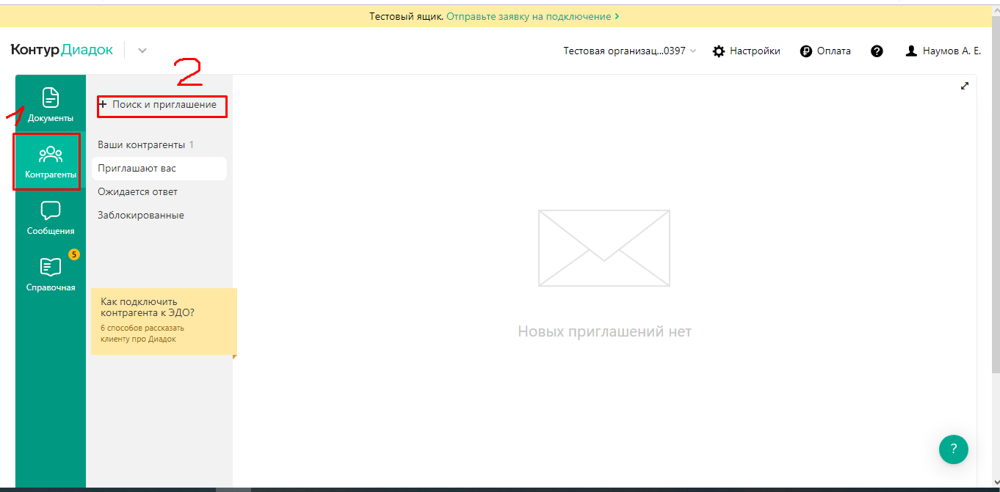 Тестовый ящик. Отправьте заявку на подключение
Контур Диадок
Тестовая организац...0397
Настройки
Оплата
?
Наумов А. Е.
2
1
Документы
Контрагенты
Сообщения
5
Справочная
+ Поиск и приглашение
Ваши контрагенты 1
Приглашают вас
Ожидается ответ
Заблокированные
Как подключить
контрагента к ЭДО?
6 способов рассказать
клиенту про Диадок
Новых приглашений нет
?